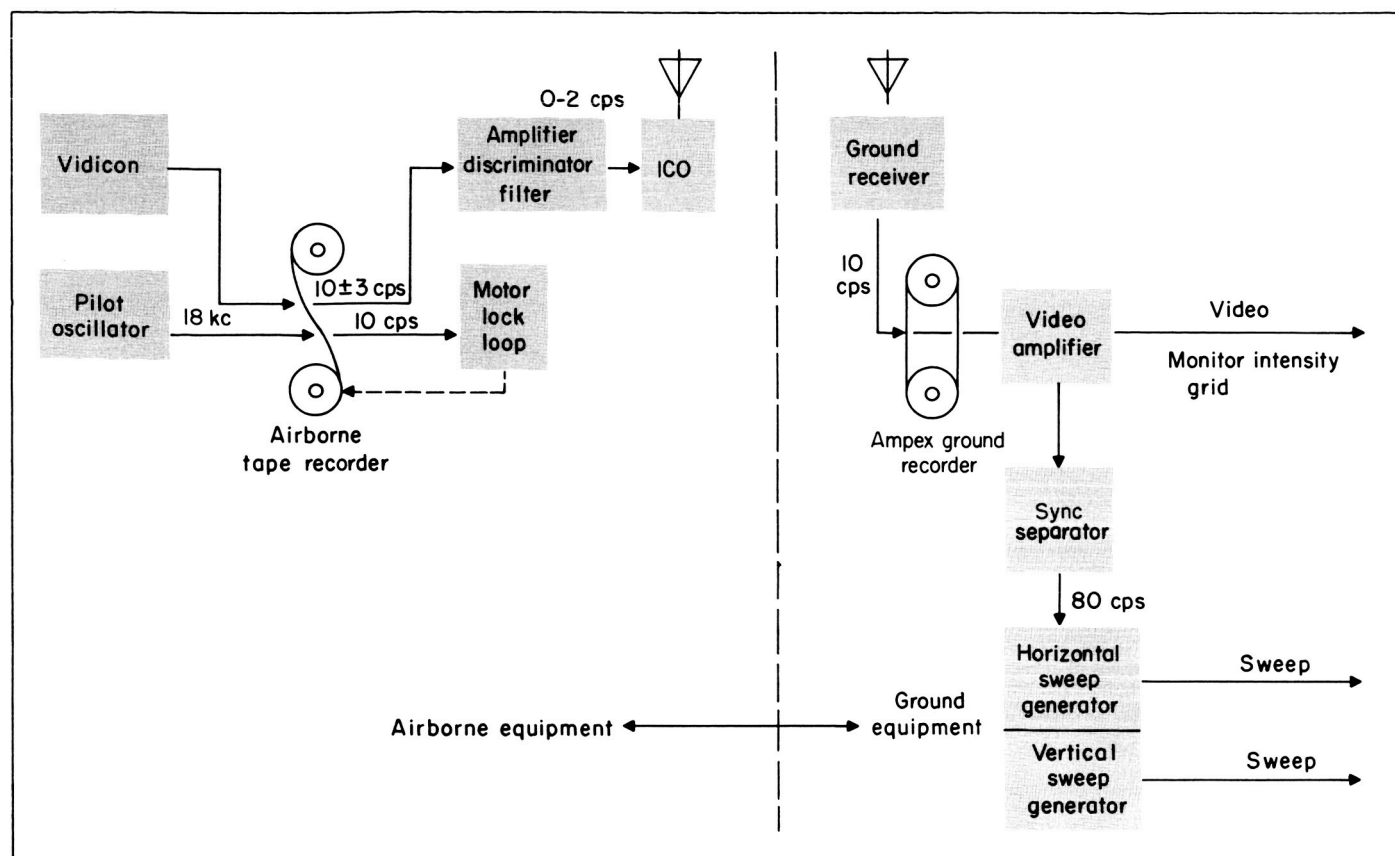 Vidicon
Pilot
oscillator
18 kc
10±3 cps
10 cps
Airborne
tape recorder
Amplifier
discriminator
filter
0-2 cps
ICO
Motor
lock
loop
Ground
receiver
10
cps
Ampex ground
recorder
Video
amplifier
Video
Monitor intensity
grid
Sync
separator
80 cps
Horizontal
sweep
generator
Sweep
Vertical
sweep
generator
Sweep
Airborne equipment
Ground
equipment